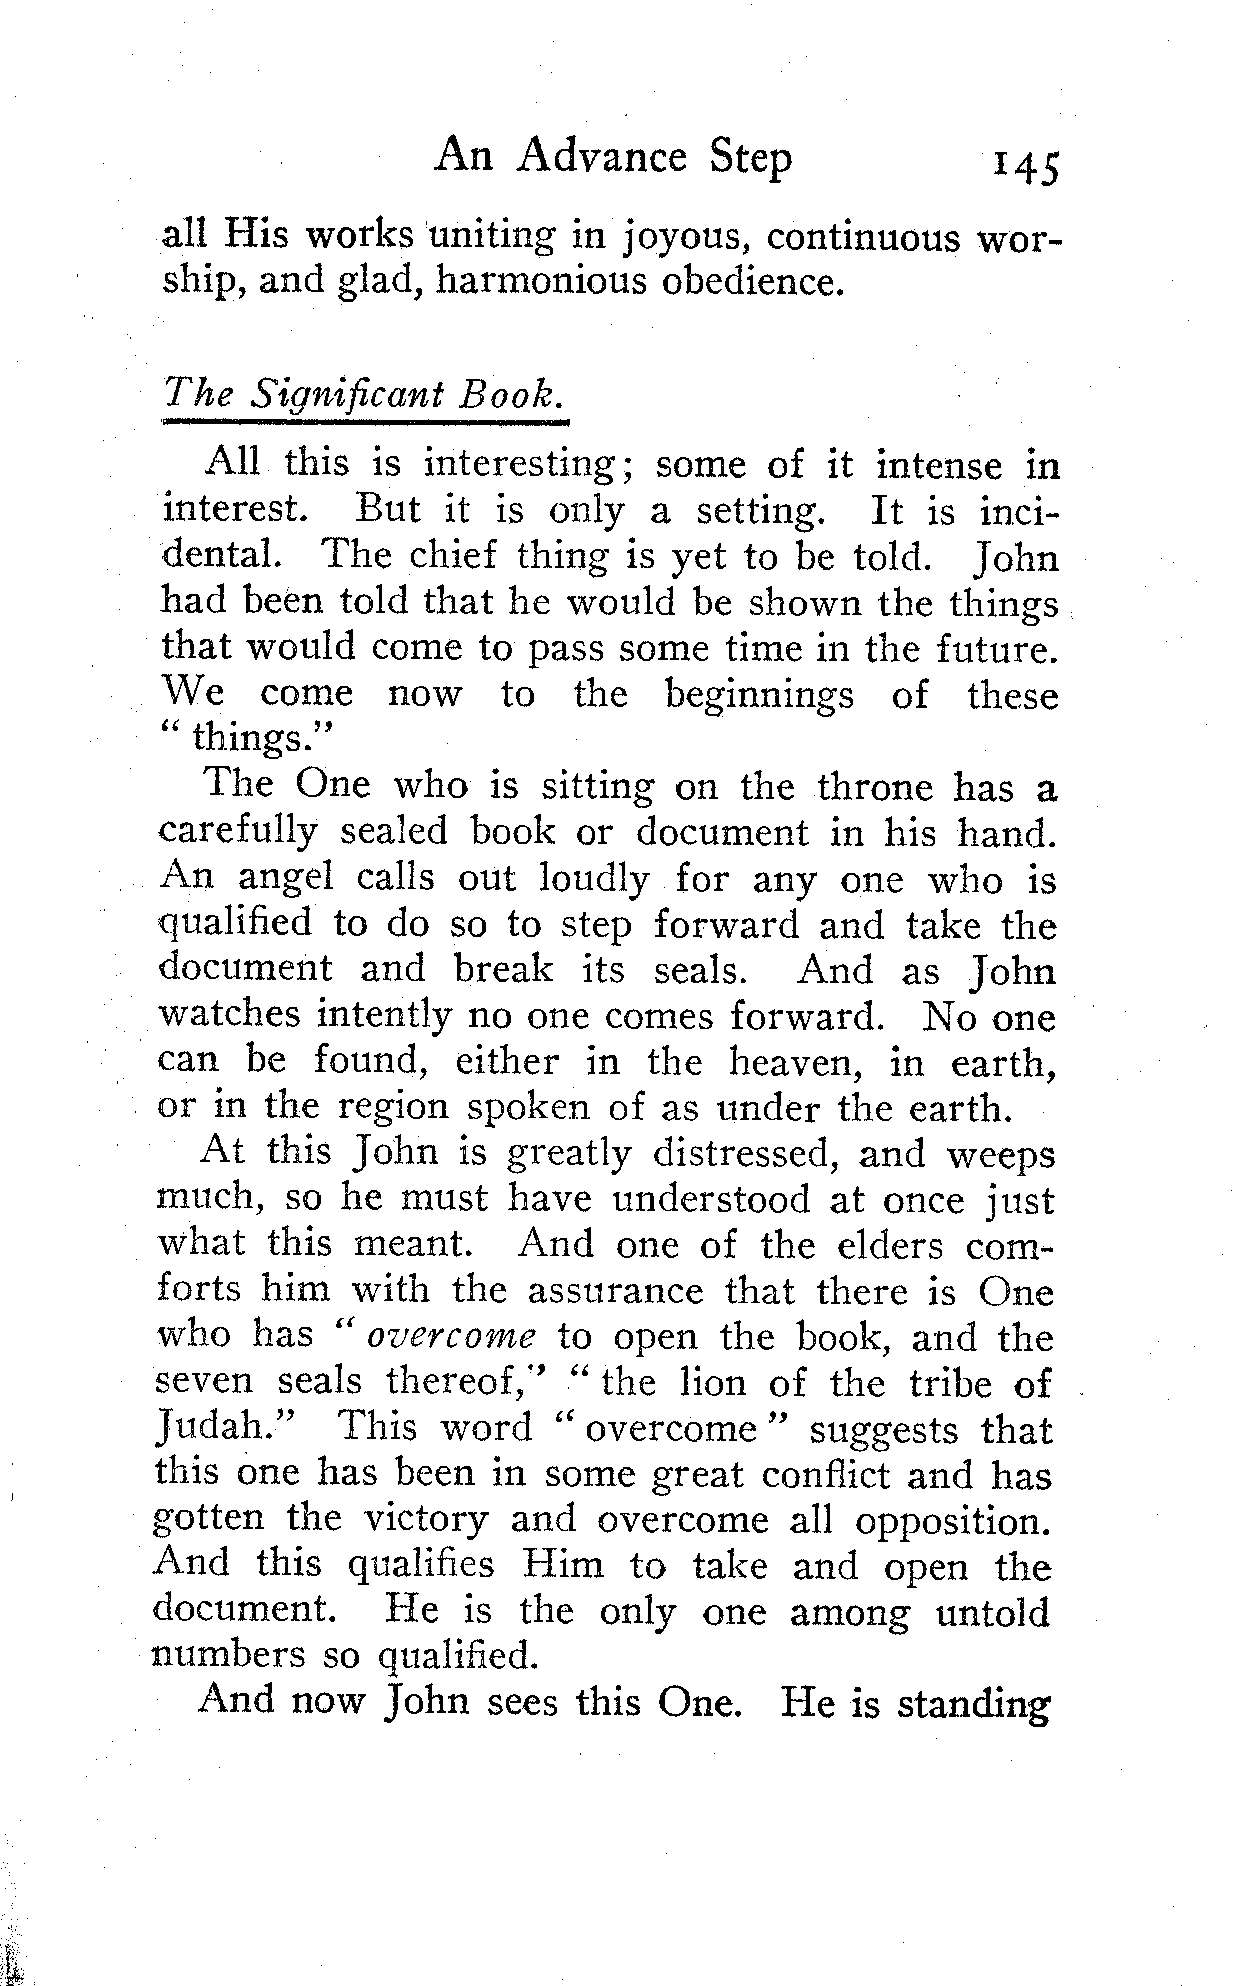 An Advance Step 145
all His works uniting in joyous, continuous wor-
ship, and glad, harmonious obedience.
The Significant Book.
All this is interesting; some of it intense in
interest. But it is only a setting. It is inci-
dental. The chief thing is yet to be told. John
had been told that he would be shown the things
that would come to pass some time in the future.
We come now to the beginnings of these
" things."
The One who is sitting on the throne has a
carefully sealed book or document in his hand.
An angel calls out loudly for any one who is
qualified to do so to step forward and take the
document and break its seals. And as John
watches intently no one comes forward. No one
can be found, either in the heaven, in earth,
or in the region spoken of as under the earth.
At this John is greatly distressed, and weeps
much, so he must have understood at once just
what this meant. And one of the elders com-
forts him with the assurance that there is One
who has " overcome to open the book, and the
seven seals thereof," " the lion of the tribe of
Judah." This word " overcome " suggests that
this one has been in some great conflict and has
gotten the victory and overcome all opposition.
And this qualifies Him to take and open the
document. He is the only one among untold
numbers so qualified.
And now John sees this One. He is standing